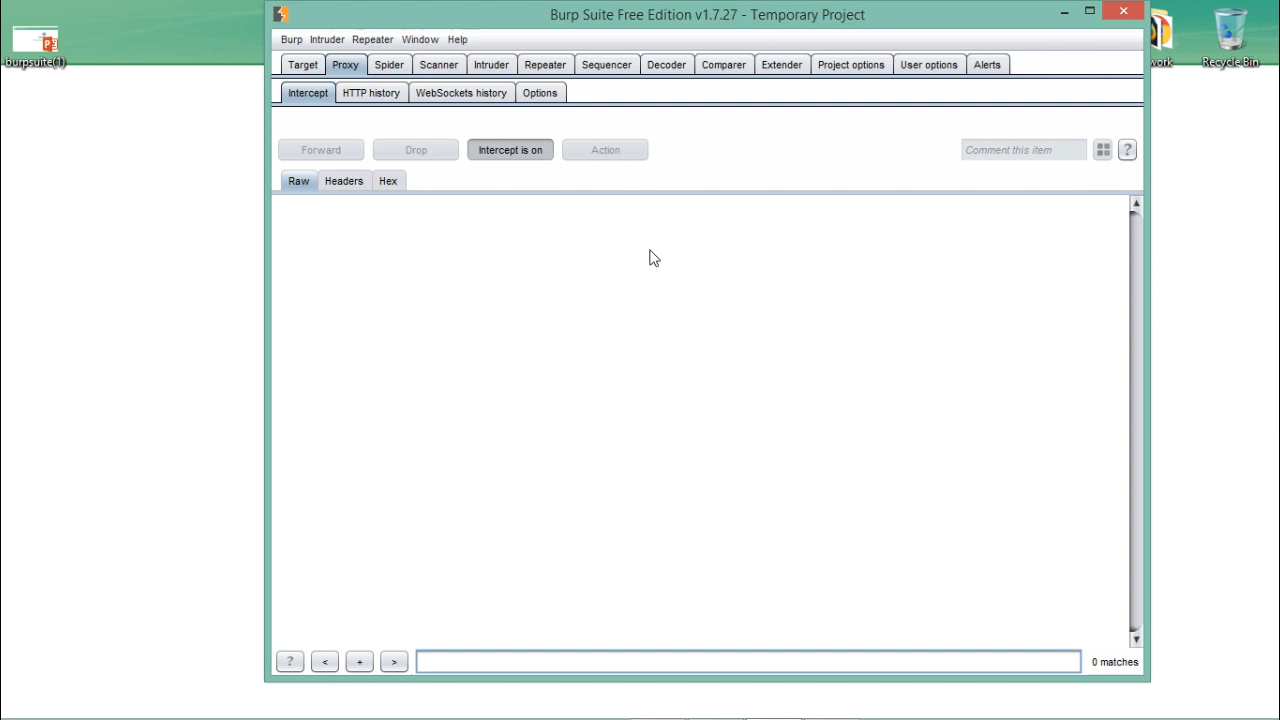 Burp Suite Free Edition v1.7.27 - Temporary Project
burpsuite(1)
work
Recycle Bin
Burp Intruder Repeater Window Help
Target Proxy Spider Scanner Intruder Repeater Sequencer Decoder Comparer Extender Project options User options Alerts
Intercept HTTP history WebSockets history Options
Forward Drop Intercept is on Action Comment this item ?
Raw Headers Hex
? < + > 0 matches